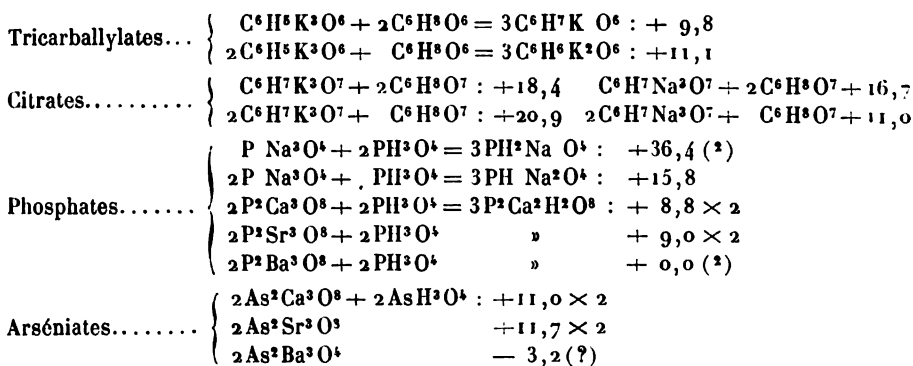 Tricarballylates... C⁶H⁵K³O⁶ + 2C⁶H⁸O⁶ = 3C⁶H⁷K O⁶ : + 9,8
2C⁶H⁵K³O⁶ + C⁶H⁸O⁶ = 3C⁶H⁶K²O⁶ : +11,1
Citrates.......... C⁶H⁷K³O⁷ + 2C⁶H⁸O⁷ : +18,4 C⁶H⁷Na³O⁷ + 2C⁶H⁸O⁷ + 16,7
2C⁶H⁷K³O⁷ + C⁶H⁸O⁷ : +20,9 2C⁶H⁷Na³O⁷ + C⁶H⁸O⁷ + 11,0
P Na³O⁴ + 2PH³O⁴ = 3PH²Na O⁴ : +36,4 (²)
2P Na³O⁴ + PH³O⁴ = 3PH Na²O⁴ : +15,8
Phosphates....... 2P²Ca³O⁸ + 2PH³O⁴ = 3P²Ca²H²O⁸ : + 8,8 × 2
2P²Sr³O⁸ + 2PH³O⁴ » + 9,0 × 2
2P²Ba³O⁸ + 2PH³O⁴ » + 0,0 (²)
2As²Ca³O⁸ + 2AsH³O⁴ : +11,0 × 2
Arséniates........ 2As²Sr³O³ +11,7 × 2
2As²Ba³O⁴ — 3,2(?)